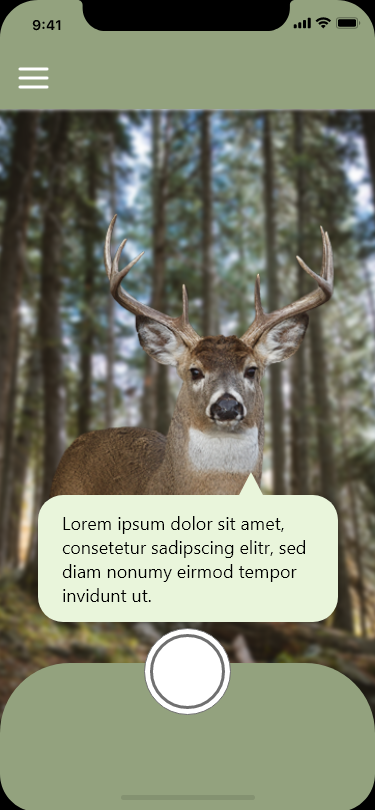 9:41
Lorem ipsum dolor sit amet,
consetetur sadipscing elitr, sed
diam nonumy eirmod tempor
invidunt ut.